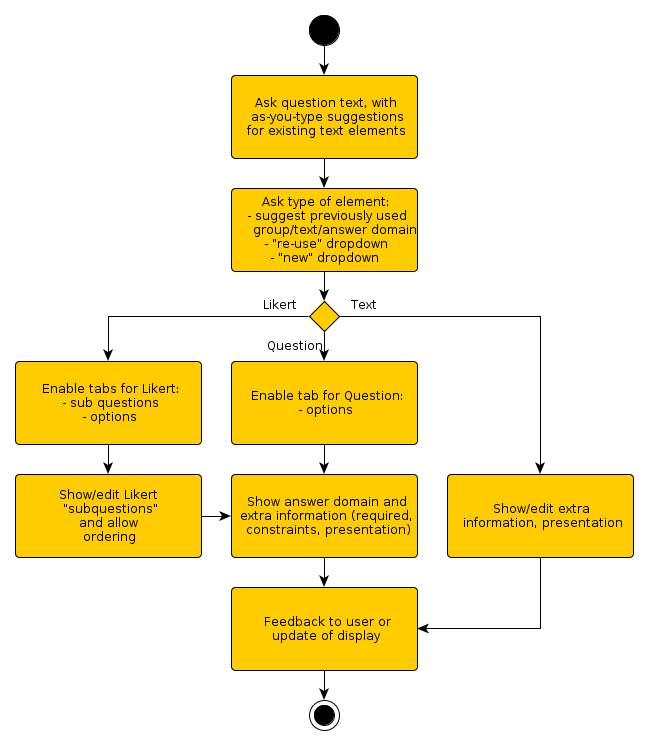 Ask question text, with
as-you-type suggestions
for existing text elements
Ask type of element:
- suggest previously used
group/text/answer domain
- "re-use" dropdown
- "new" dropdown
Likert
Text
Question
Enable tabs for Likert:
- sub questions
- options
Enable tab for Question:
- options
Show/edit Likert
"subquestions"
and allow
ordering
Show answer domain and
extra information (required,
constraints, presentation)
Show/edit extra
information, presentation
Feedback to user or
update of display